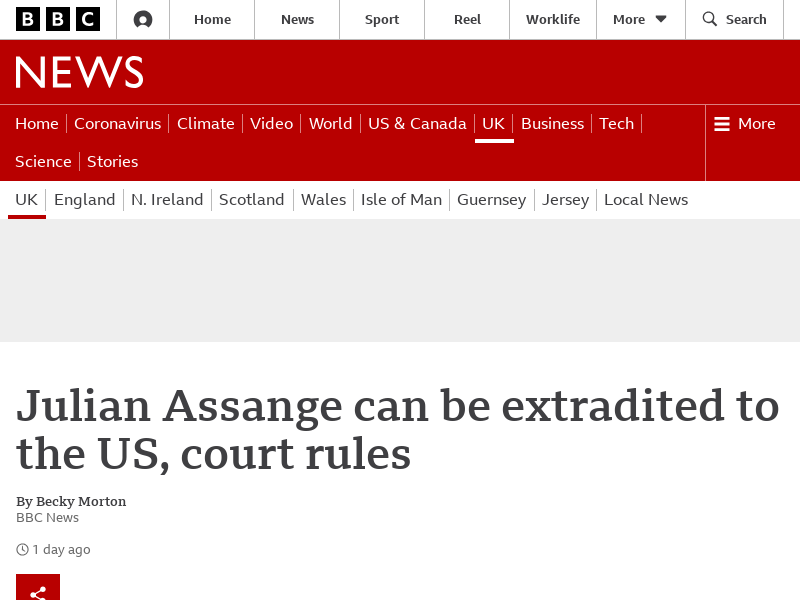 BBC Home News Sport Reel Worklife More Search
NEWS
Home Coronavirus Climate Video World US & Canada UK Business Tech More
Science Stories
UK England N. Ireland Scotland Wales Isle of Man Guernsey Jersey Local News
Julian Assange can be extradited to
the US, court rules
By Becky Morton
BBC News
1 day ago